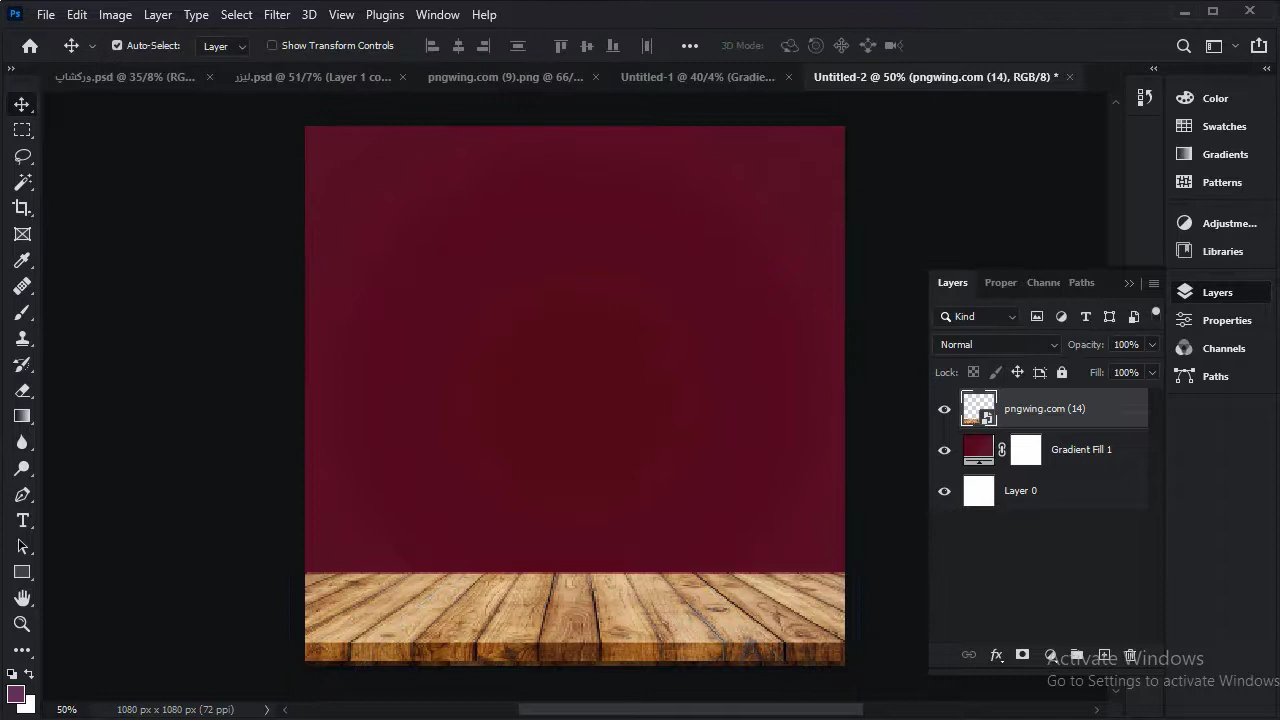 Ps File Edit Image Layer Type Select Filter 3D View Plugins Window Help
Auto-Select: Layer Show Transform Controls 3D Mode:
ورکشاپ.psd @ 35/8% (RG... لیزر.psd @ 51/7% (Layer 1 co... pngwing.com (9).png @ 66/... Untitled-1 @ 40/4% (Gradie... Untitled-2 @ 50% (pngwing.com (14), RGB/8) *
Color
Swatches
Gradients
Patterns
Adjustme...
Libraries
Layers
Properties
Channels
Paths
Layers Proper Channe Paths
Kind
Normal Opacity: 100%
Lock: Fill: 100%
pngwing.com (14)
Gradient Fill 1
Layer 0
Activate Windows
Go to Settings to activate Windows
50% 1080 px x 1080 px (72 ppi)